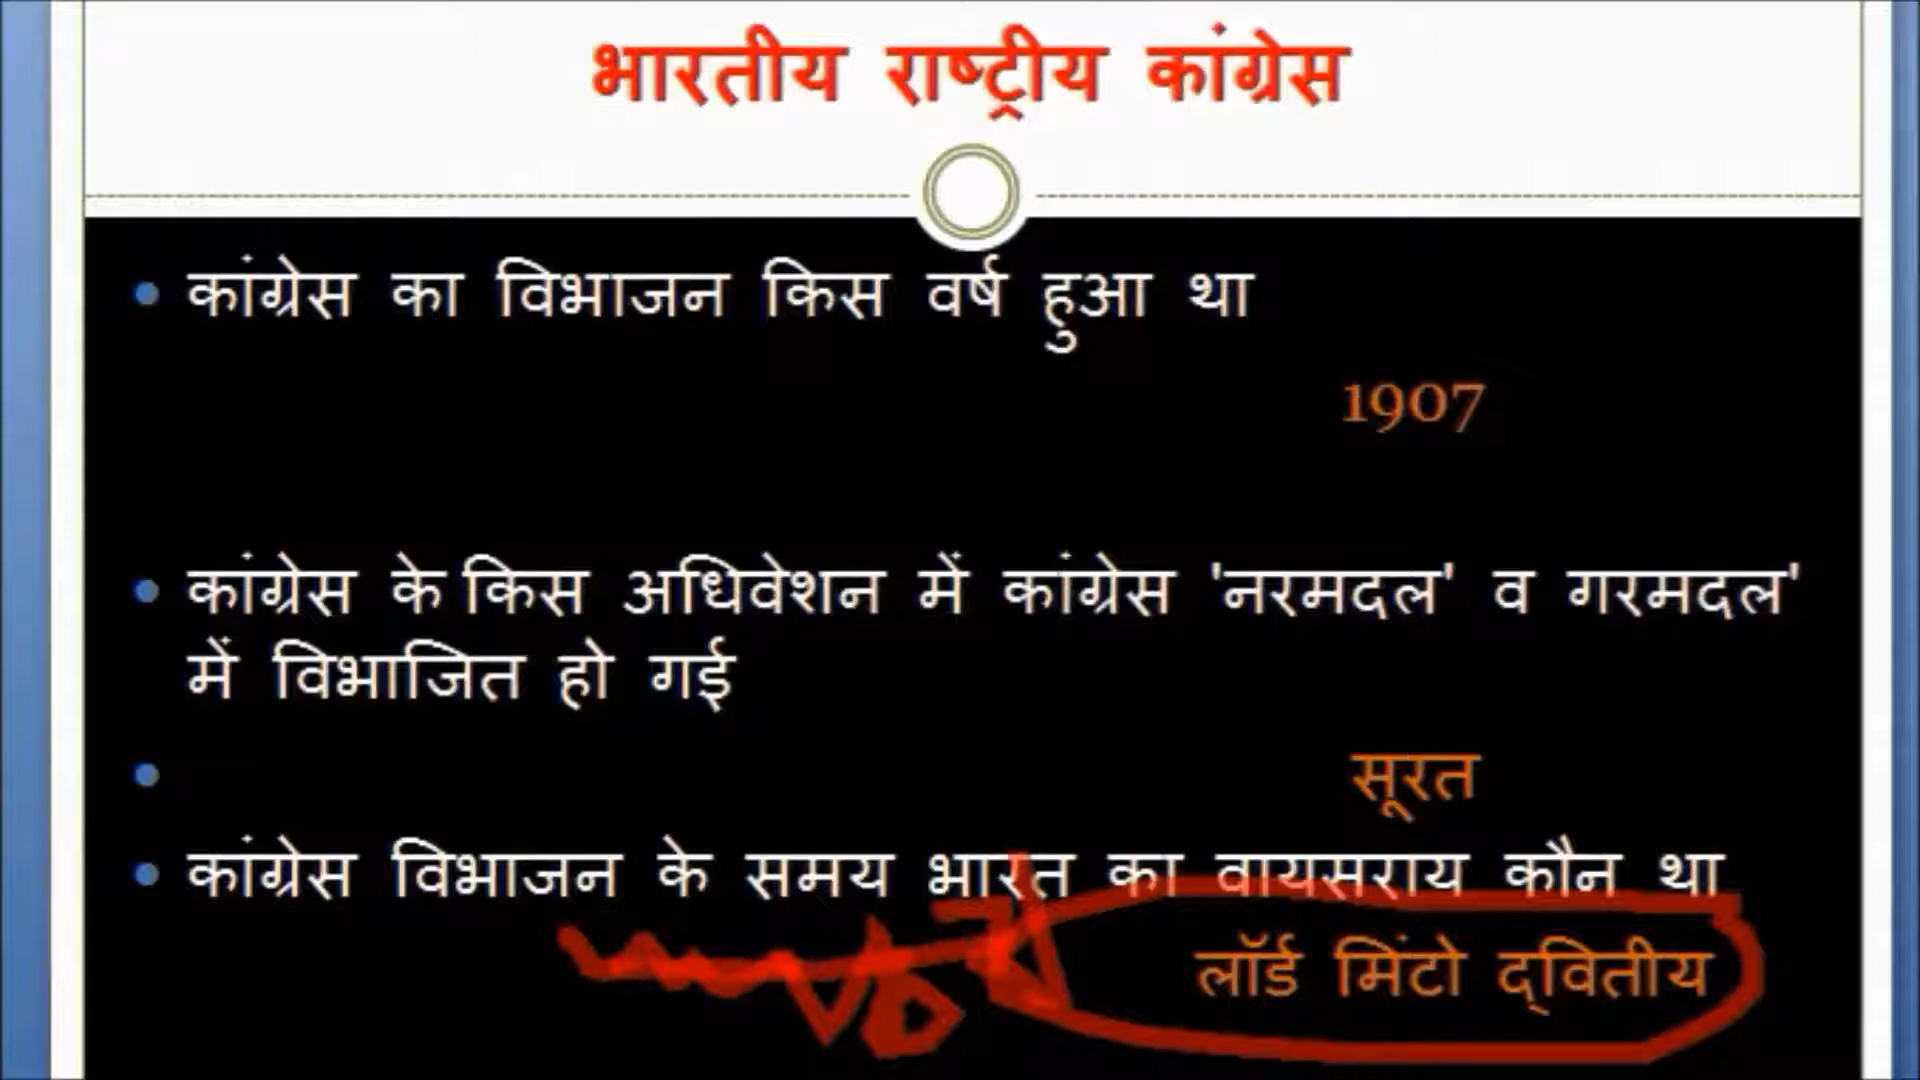 भारतीय राष्ट्रीय कांग्रेस
कांग्रेस का विभाजन किस वर्ष हुआ था
1907
कांग्रेस के किस अधिवेशन में कांग्रेस 'नरमदल' व गरमदल'
में विभाजित हो गई
सूरत
कांग्रेस विभाजन के समय भारत का वायसराय कौन था
लॉर्ड मिंटो द्वितीय